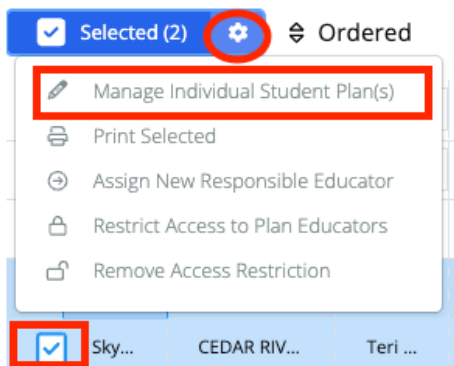 Selected (2) Ordered
Manage Individual Student Plan(s)
Print Selected
Assign New Responsible Educator
Restrict Access to Plan Educators
Remove Access Restriction
Sky... CEDAR RIV... Teri ...